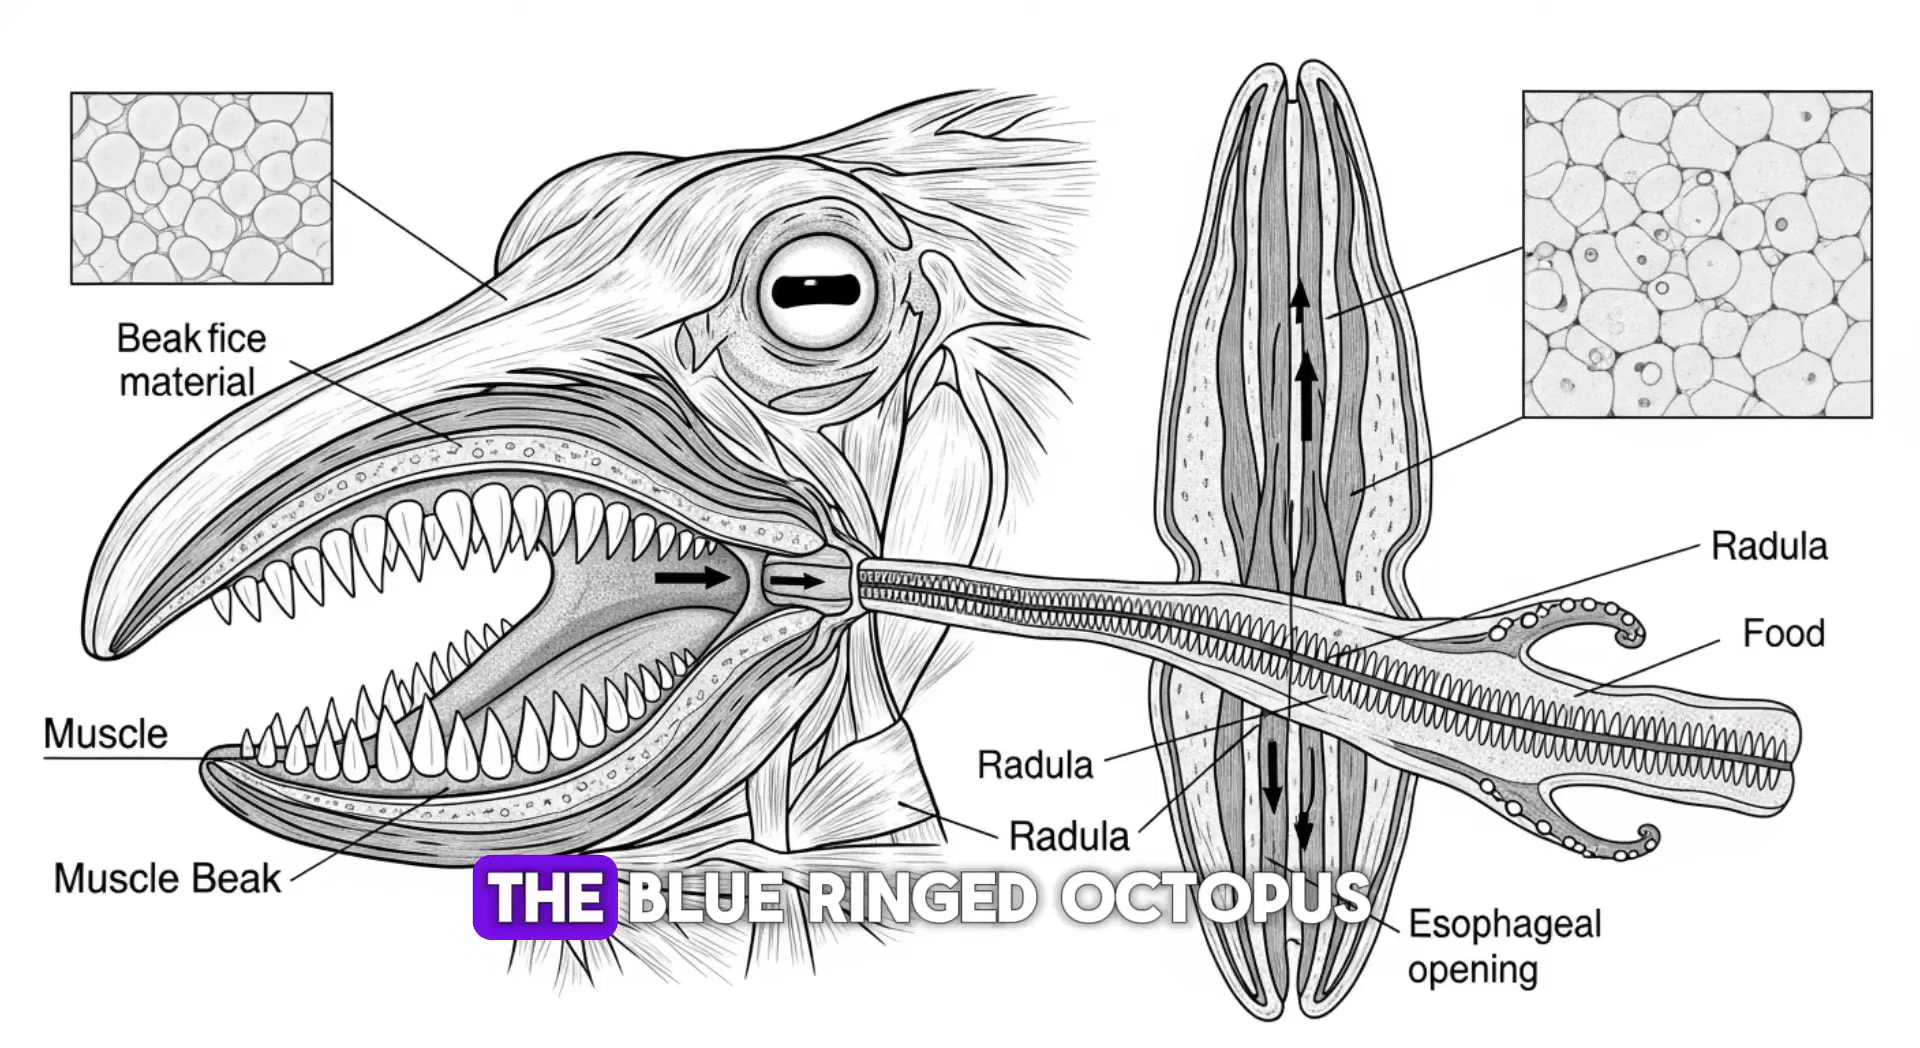 Beak fice
material
Muscle
Muscle Beak
Radula
Food
Radula
Radula
THE BLUE RINGED OCTOPUS
Esophageal
opening